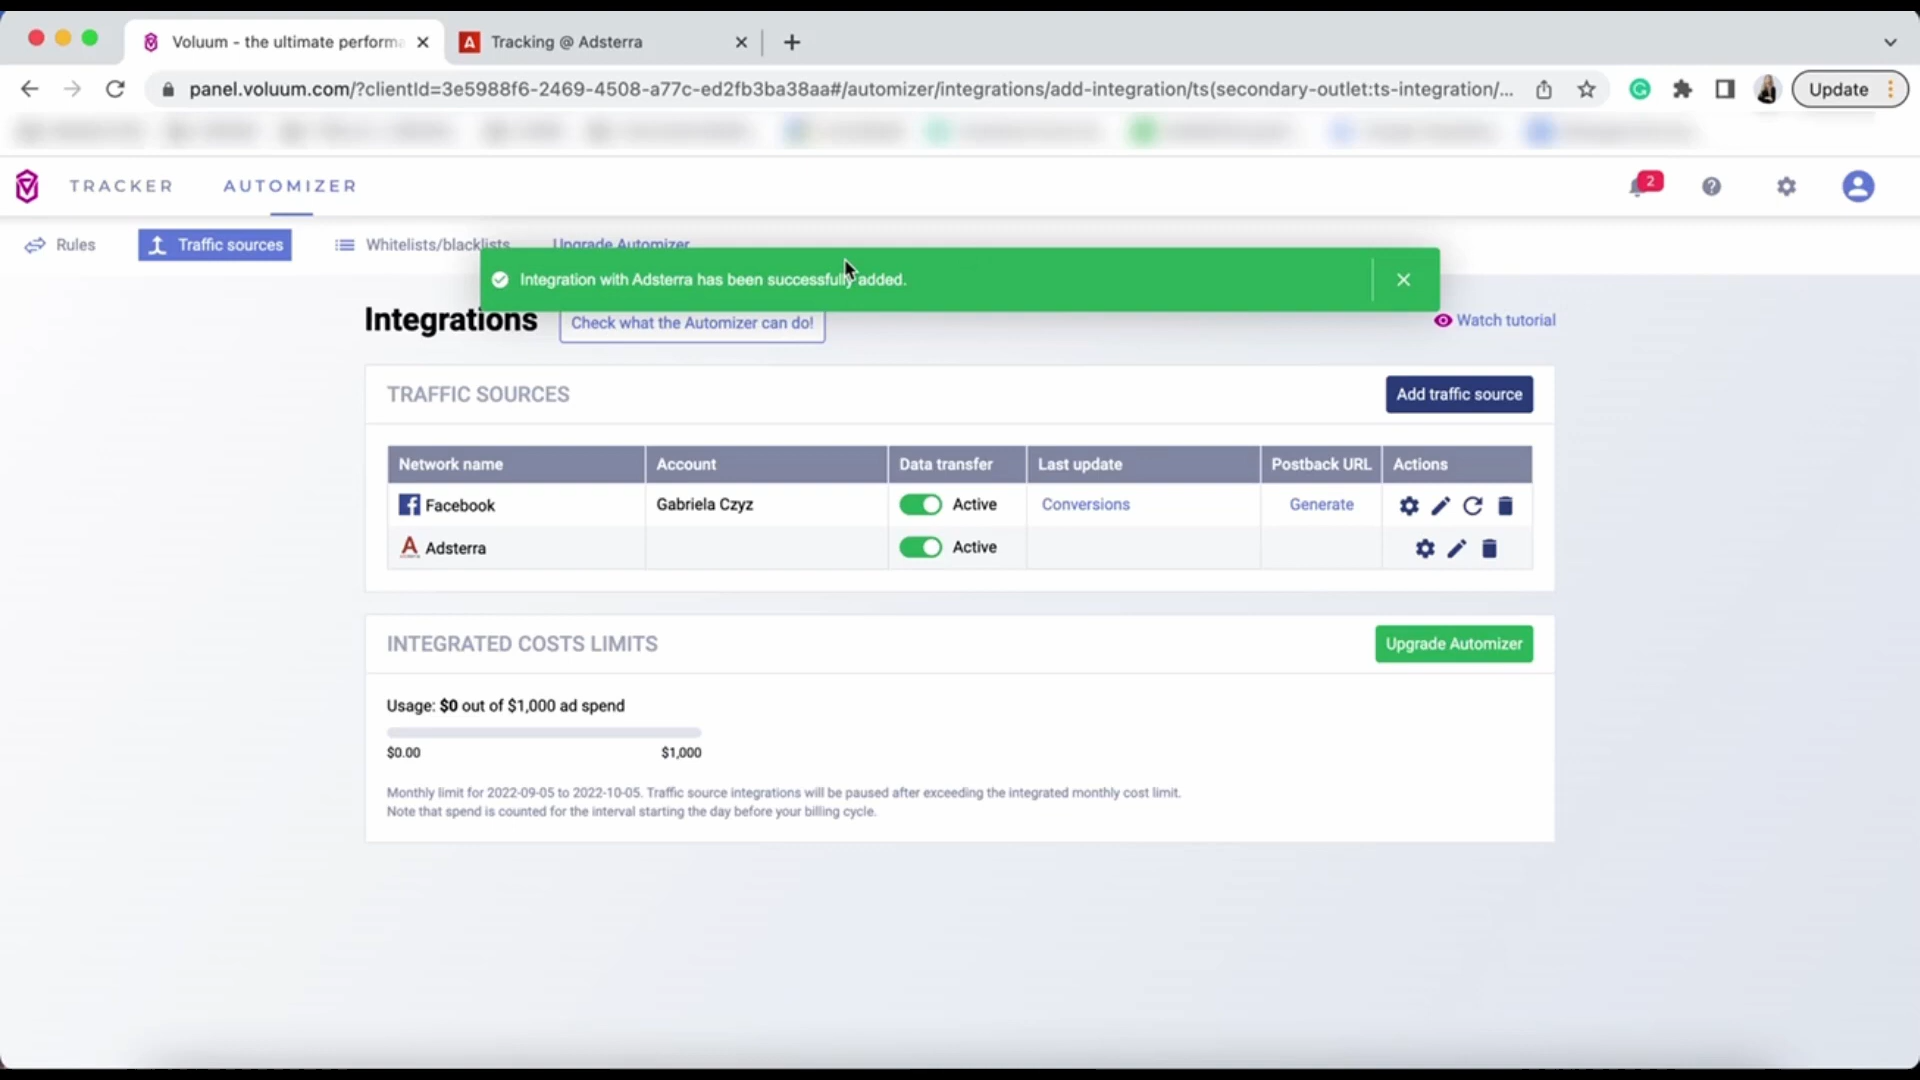 Voluum - the ultimate performa
Tracking @ Adsterra
panel.voluum.com/?clientId=3e5988f6-2469-4508-a77c-ed2fb3ba38aa#/automizer/integrations/add-integration/ts(secondary-outlet:ts-integration/...
Update
TRACKER
AUTOMIZER
2
Rules
Traffic sources
Whitelists/blacklists
Upgrade Automizer
Integration with Adsterra has been successfully added.
Integrations
Check what the Automizer can do!
Watch tutorial
TRAFFIC SOURCES
Add traffic source
Network name Account Data transfer Last update Postback URL Actions
Facebook Gabriela Czyz Active Conversions Generate
Adsterra Active
INTEGRATED COSTS LIMITS
Upgrade Automizer
Usage: $0 out of $1,000 ad spend
$0.00 $1,000
Monthly limit for 2022-09-05 to 2022-10-05. Traffic source integrations will be paused after exceeding the integrated monthly cost limit.
Note that spend is counted for the interval starting the day before your billing cycle.